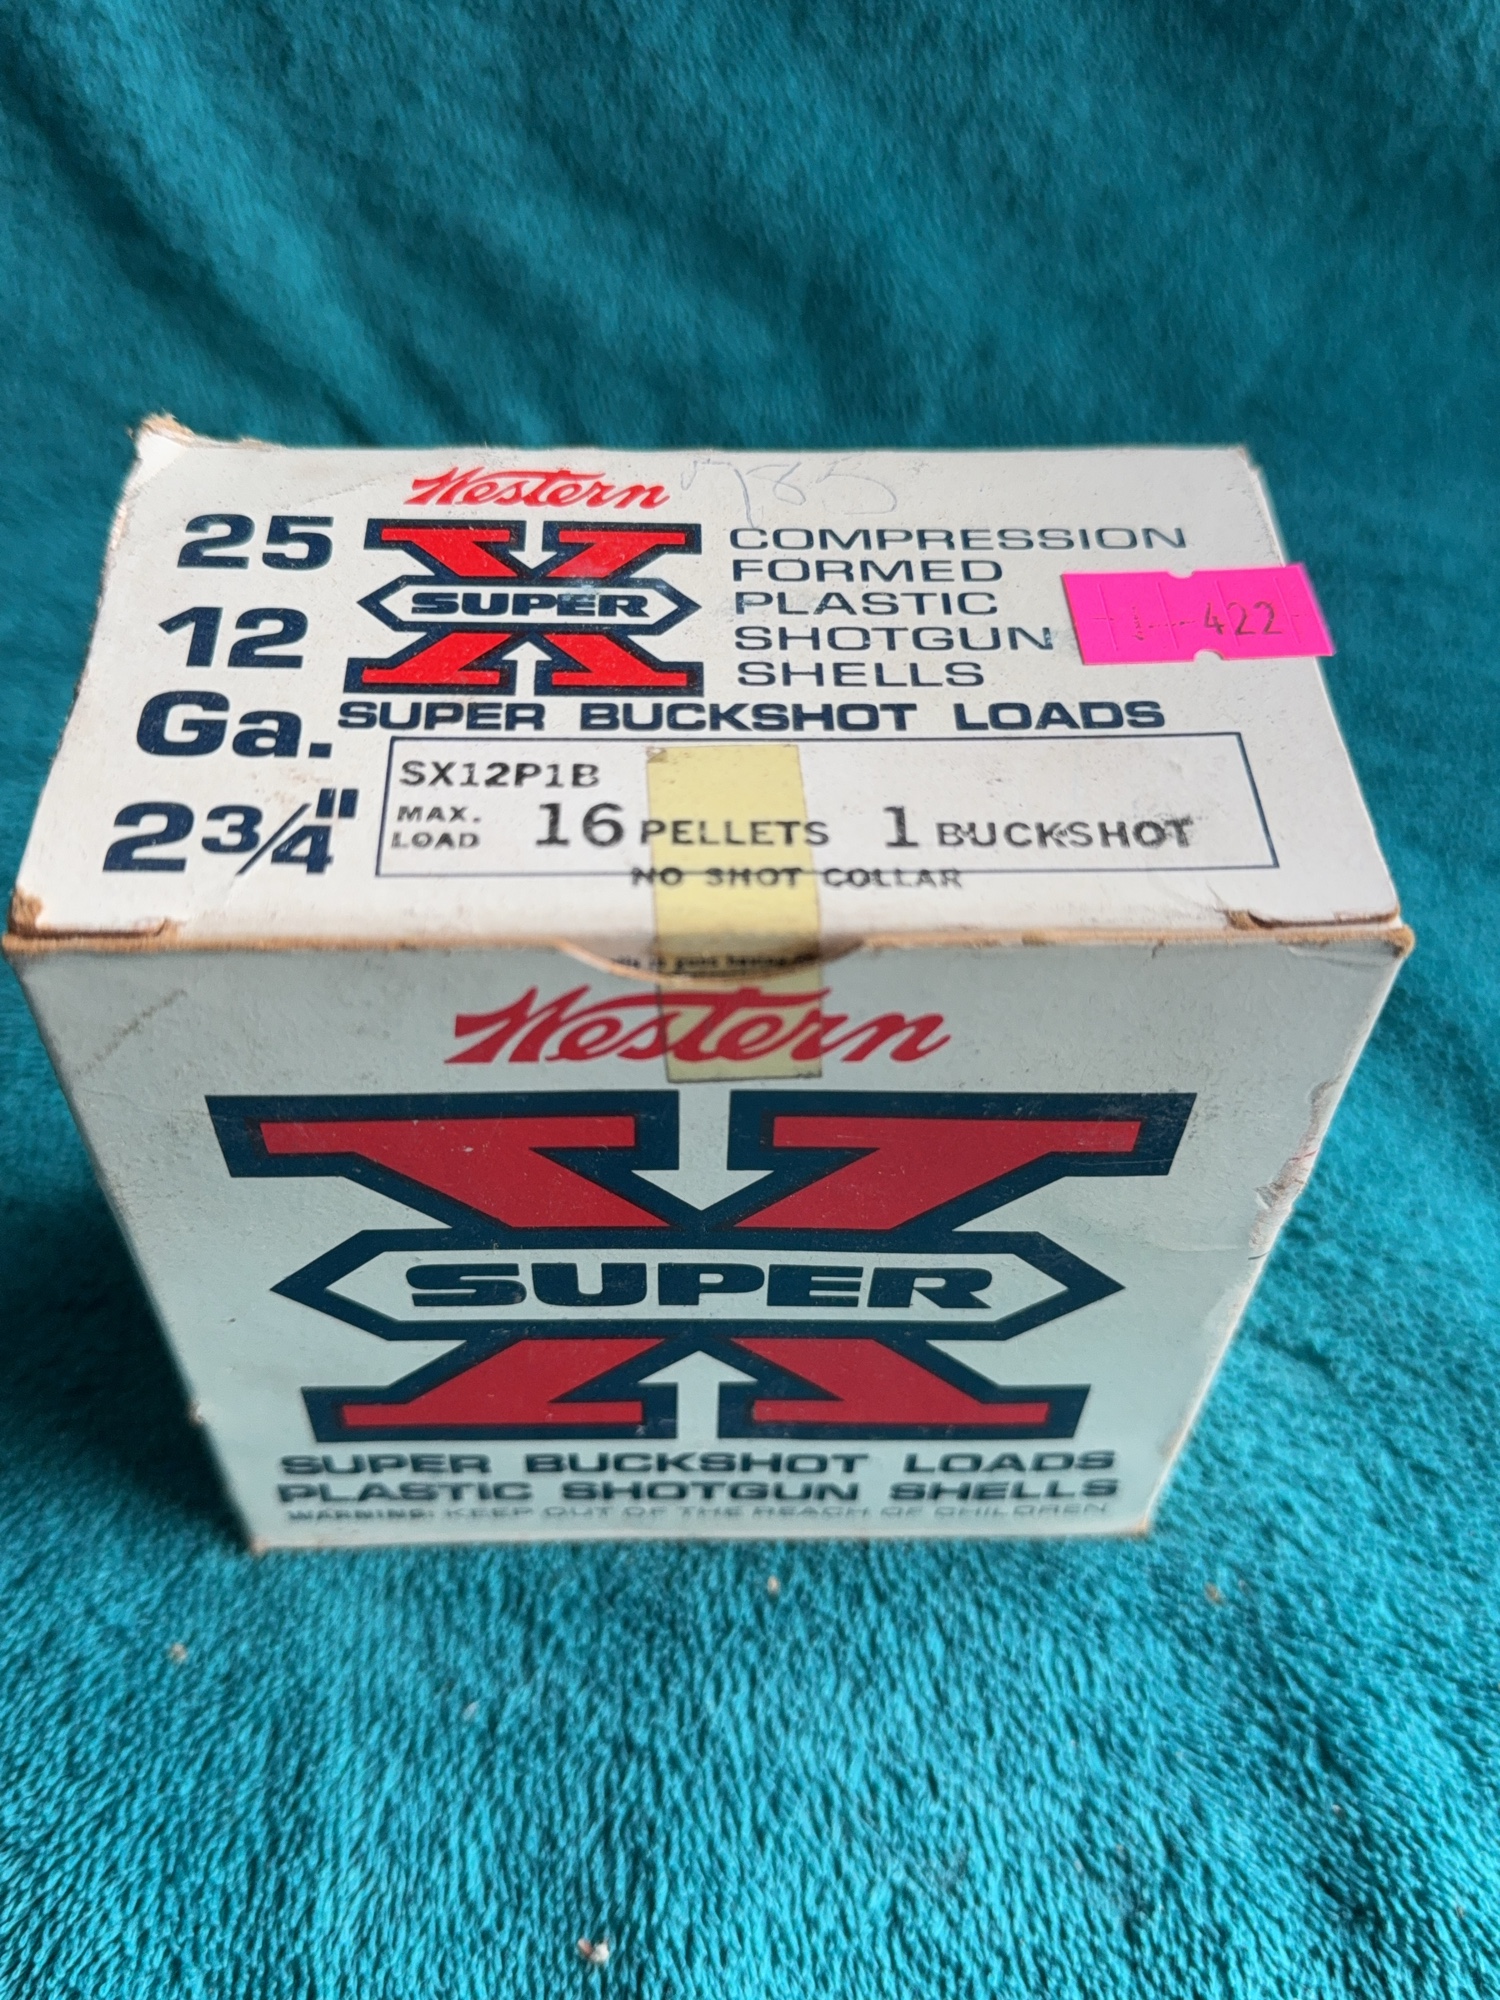 Western
785
25
12
Ga.
2¾"
SUPER X
COMPRESSION
FORMED
PLASTIC
SHOTGUN
SHELLS
422
SUPER BUCKSHOT LOADS
SX12P1B
MAX.
LOAD
16 PELLETS 1 BUCKSHOT
NO SHOT COLLAR
Western
SUPER X
SUPER BUCKSHOT LOADS
PLASTIC SHOTGUN SHELLS
WARNING: KEEP OUT OF THE REACH OF CHILDREN